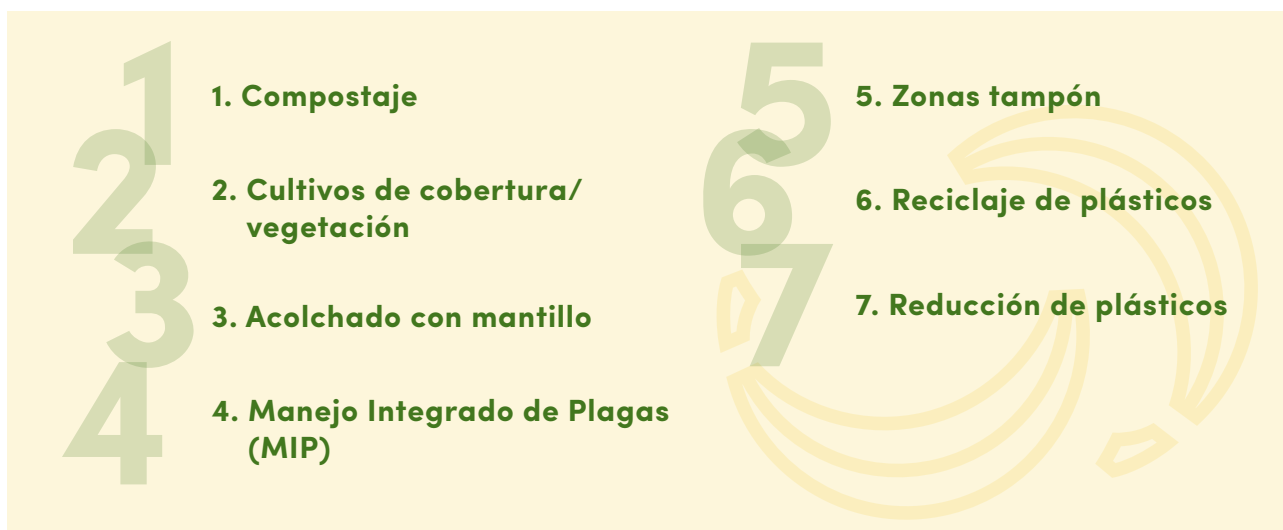 1. Compostaje
2. Cultivos de cobertura/
vegetación
3. Acolchado con mantillo
4. Manejo Integrado de Plagas
(MIP)
5. Zonas tampón
6. Reciclaje de plásticos
7. Reducción de plásticos